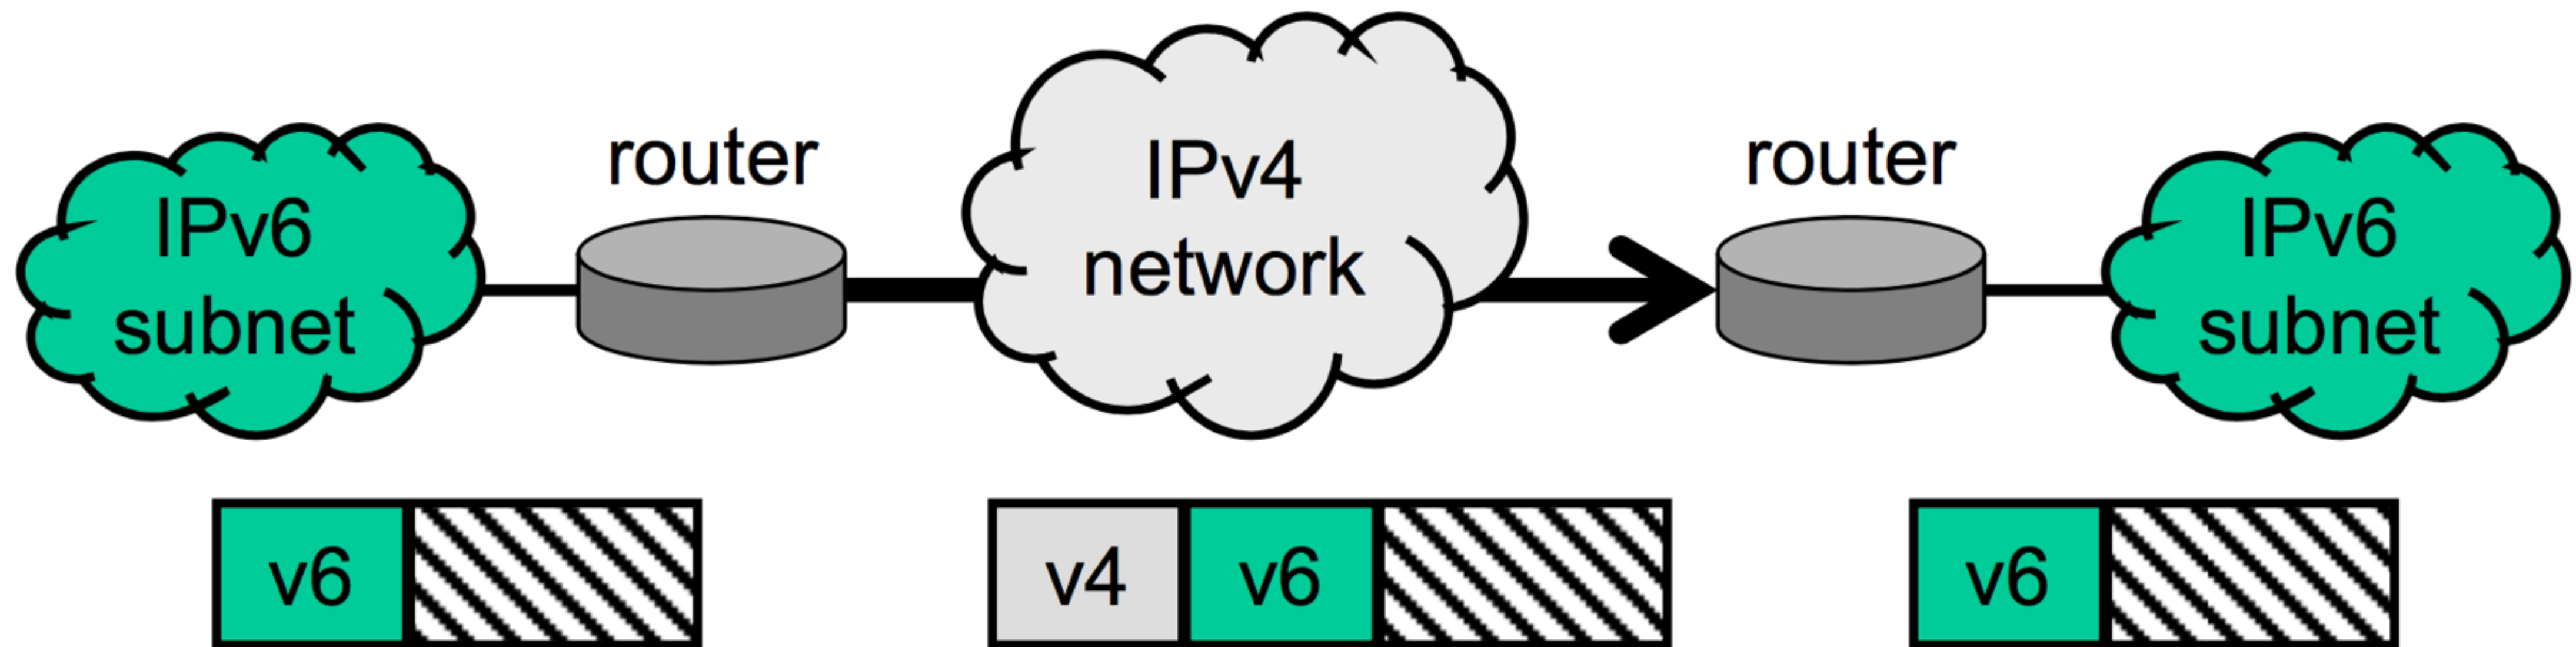 router
router
IPv6
subnet
IPv4
network
IPv6
subnet
v6
v4
v6
v6